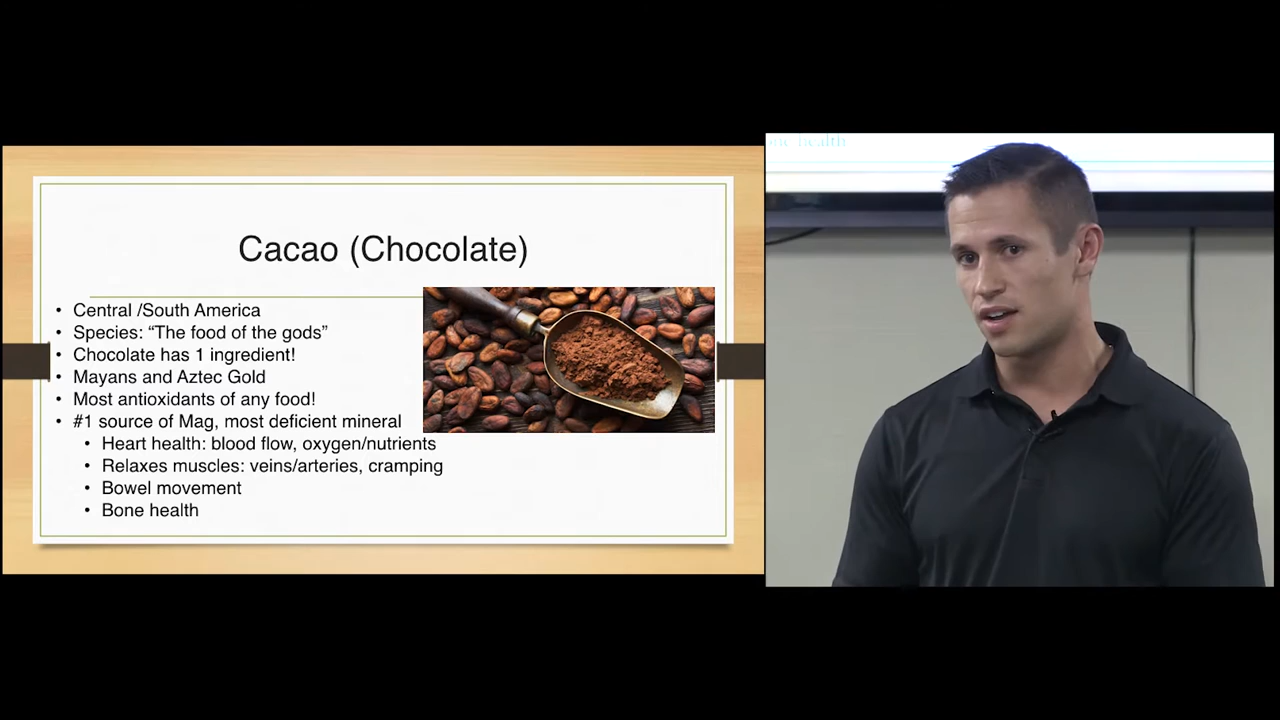 Cacao (Chocolate)
• Central /South America
• Species: “The food of the gods”
• Chocolate has 1 ingredient!
• Mayans and Aztec Gold
• Most antioxidants of any food!
• #1 source of Mag, most deficient mineral
• Heart health: blood flow, oxygen/nutrients
• Relaxes muscles: veins/arteries, cramping
• Bowel movement
• Bone health
health